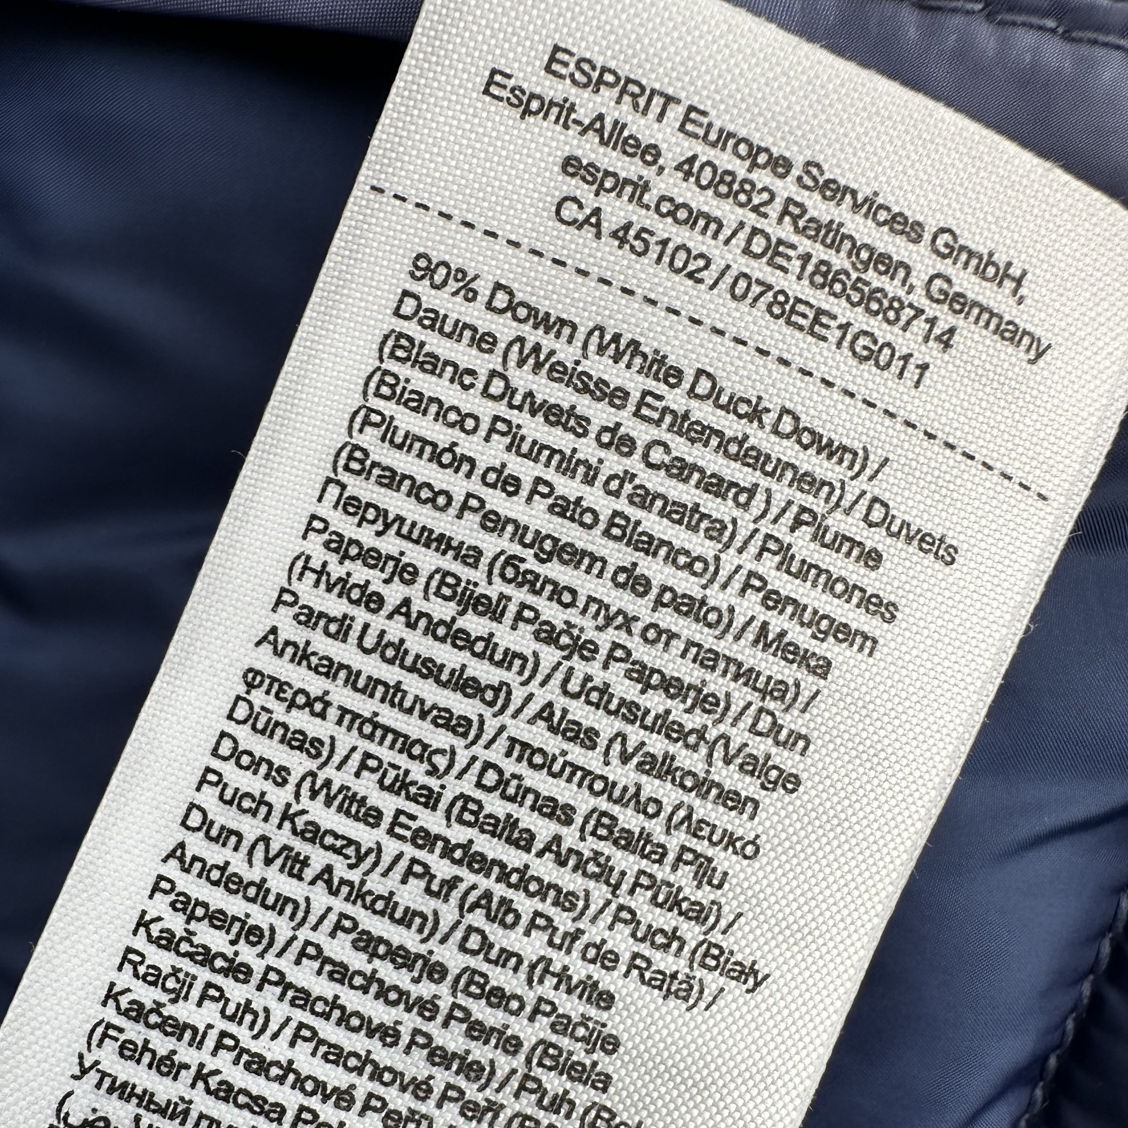 ESPRIT Europe Services GmbH,
Esprit-Allee, 40882 Ratingen, Germany
esprit.com / DE186568714
CA 45102 / 078EE1G011
90% Down (White Duck Down) /
Daune (Weisse Entendaunen) / Duvets
(Blanc Duvets de Canard ) / Piume
(Bianco Piumini d'anatra) / Plumones
(Plumón de Pato Blanco) / Penugem
(Branco Penugem de pato) / Мека
Перушина (бяло пух от патица) /
Paperje (Bijeli Pačje Paperje) / Dun
(Hvide Andedun) / Udusuled (Valge
Pardi Udusuled) / Alas (Valkoinen
Ankanuntuvaa) / πούπουλο (λευκό
φτερά πάπιας) / Dūnas (Balta Pīļu
Dūnas) / Pūkai (Balta Ančių Pūkai) /
Dons (Witte Eendendons) / Puch (Biały
Puch Kaczy) / Puf (Alb Puf de Rață) /
Dun (Vitt Ankdun) / Dun (Hvite
Andedun) / Paperje (Beo Pačije
Paperje) / Prachové Perie (Biela
Kačacie Prachové Perie) / Puh (Bel
Račji Puh) / Prachové Peří
Kačení Prachové Peří)
(Fehér Kacsa
Утиный